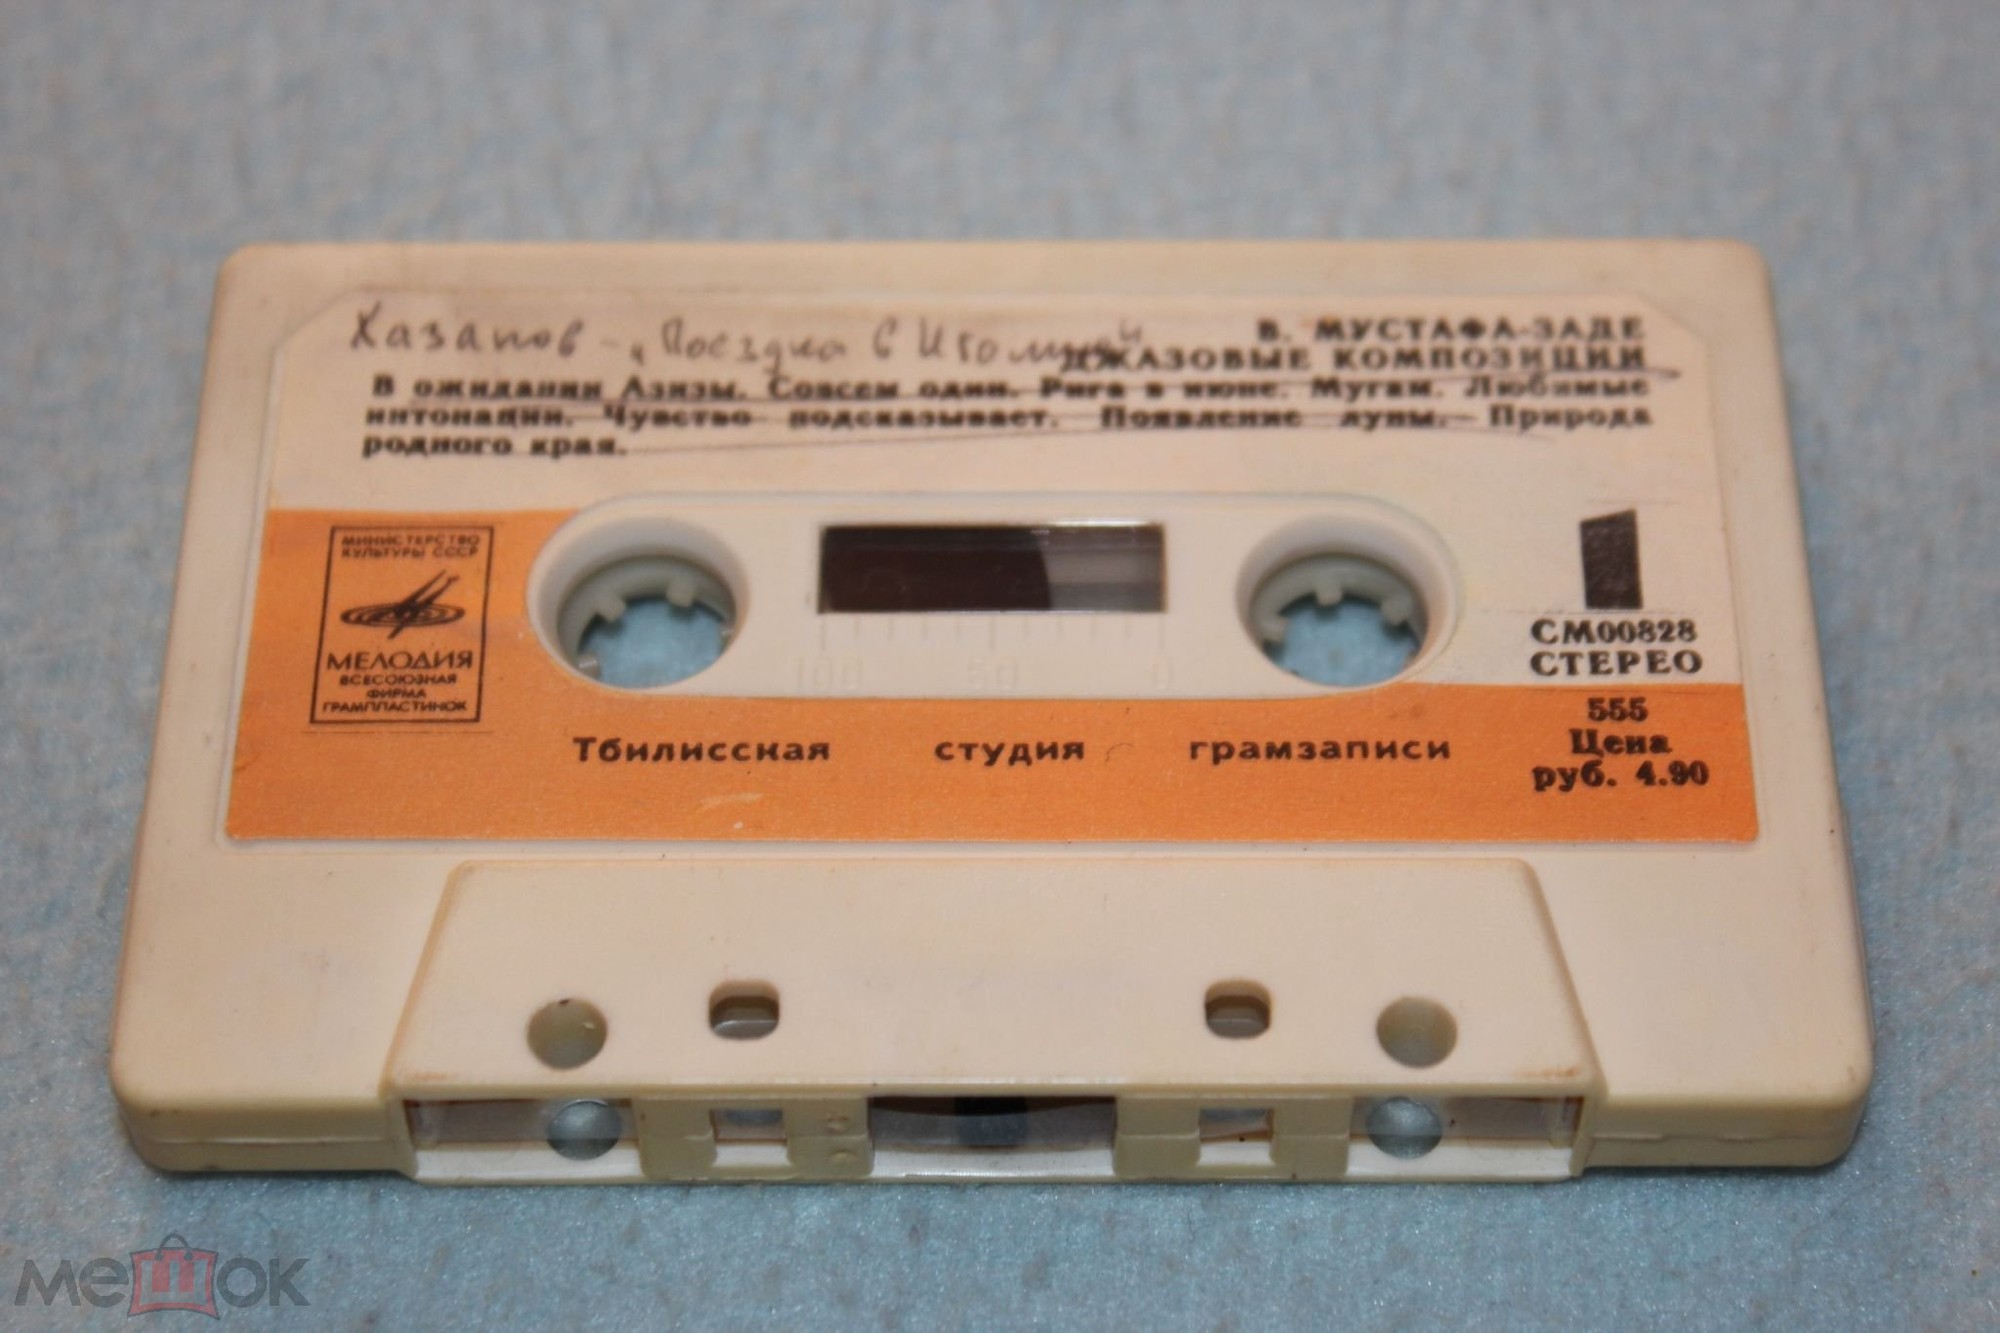 Хазанов - „Поездка в
В. МУСТАФА-ЗАДЕ
ДЖАЗОВЫЕ КОМПОЗИЦИИ
В ожидании Азизы. Совсем один. Рига в июне. Мугам. Любимые
интонации. Чувство подсказывает. Появление луны. Природа
родного края.
МИНИСТЕРСТВО
КУЛЬТУРЫ СССР
МЕЛОДИЯ
ВСЕСОЮЗНАЯ
ФИРМА
ГРАМПЛАСТИНОК
100 50 0
1
СМ00828
СТЕРЕО
555
Цена
руб. 4.90
Тбилисская студия грамзаписи
мешок